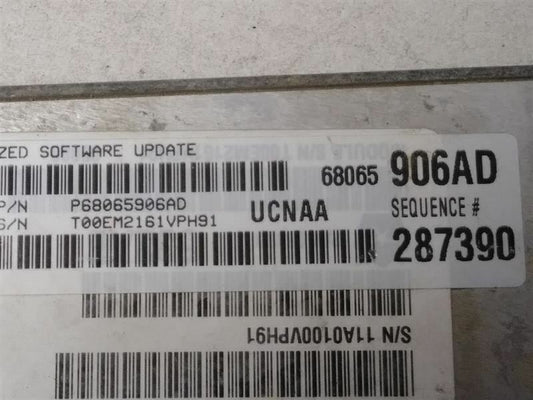 ZED SOFTWARE UPDATE
68065 906AD
P/N P68065906AD
S/N T00EM2161VPH91
UCNAA
SEQUENCE #
287390
S/N 11A0100VPH91